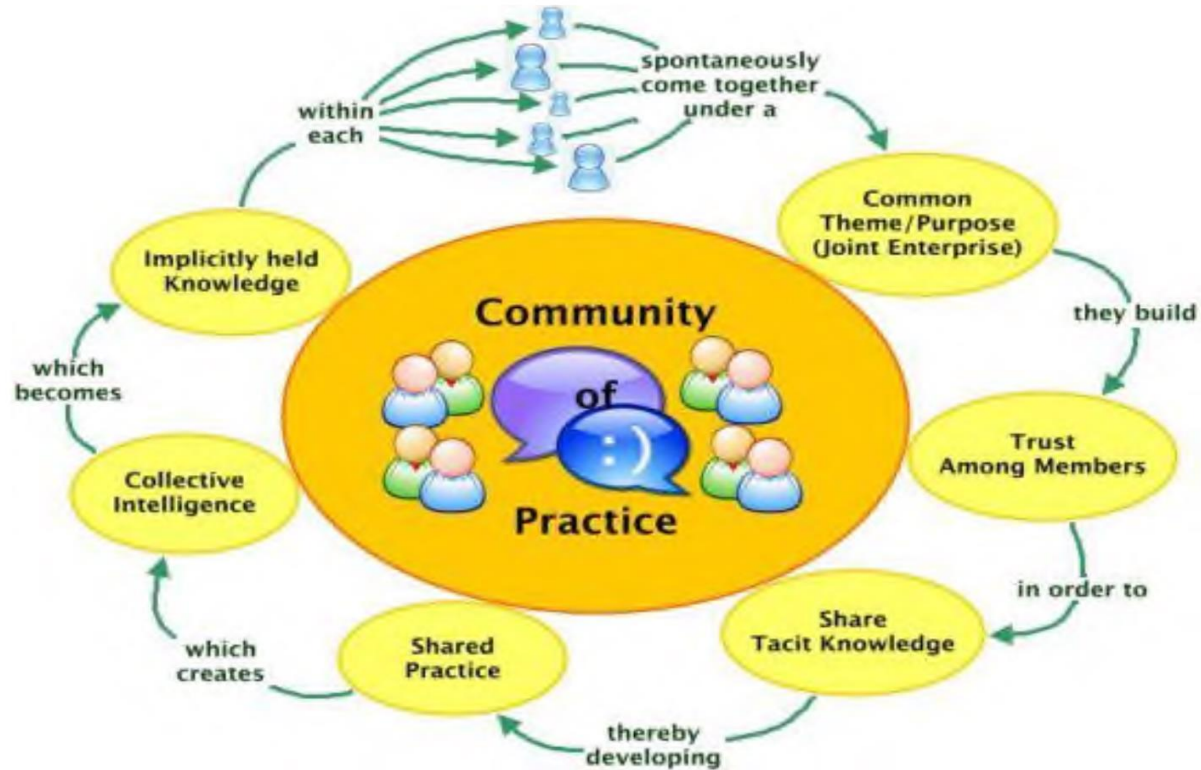 spontaneously
come together
under a
within
each
Common
Theme/Purpose
(Joint Enterprise)
they build
Trust
Among Members
in order to
Share
Tacit Knowledge
thereby
developing
Shared
Practice
which
creates
Collective
Intelligence
which
becomes
Implicitly held
Knowledge
Community
of
:)
Practice